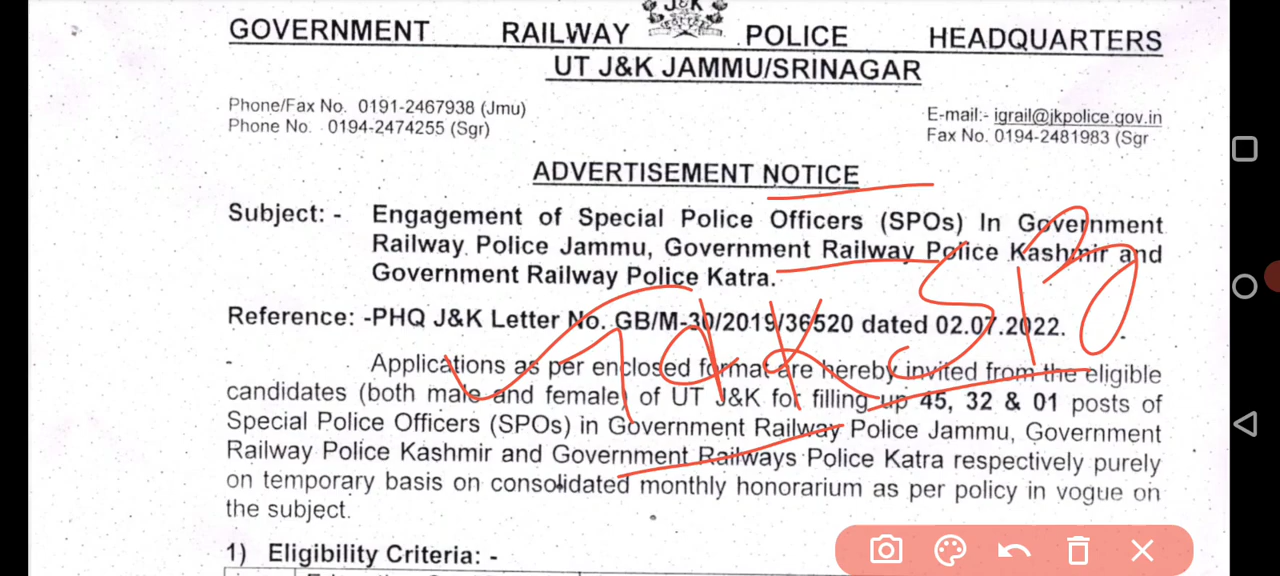 J&K
GOVERNMENT RAILWAY POLICE HEADQUARTERS
UT J&K JAMMU/SRINAGAR
Phone/Fax No. 0191-2467938 (Jmu)
Phone No. 0194-2474255 (Sgr)
E-mail:- igrail@jkpolice.gov.in
Fax No. 0194-2481983 (Sgr
ADVERTISEMENT NOTICE
Subject: - Engagement of Special Police Officers (SPOs) In Government
Railway Police Jammu, Government Railway Police Kashmir and
Government Railway Police Katra.
Reference: -PHQ J&K Letter No. GB/M-30/2019/36520 dated 02.07.2022.
J&K SPO
Applications as per enclosed format are hereby invited from the eligible
candidates (both male and female) of UT J&K for filling up 45, 32 & 01 posts of
Special Police Officers (SPOs) in Government Railway Police Jammu, Government
Railway Police Kashmir and Government Railways Police Katra respectively purely
on temporary basis on consolidated monthly honorarium as per policy in vogue on
the subject.
1) Eligibility Criteria: -